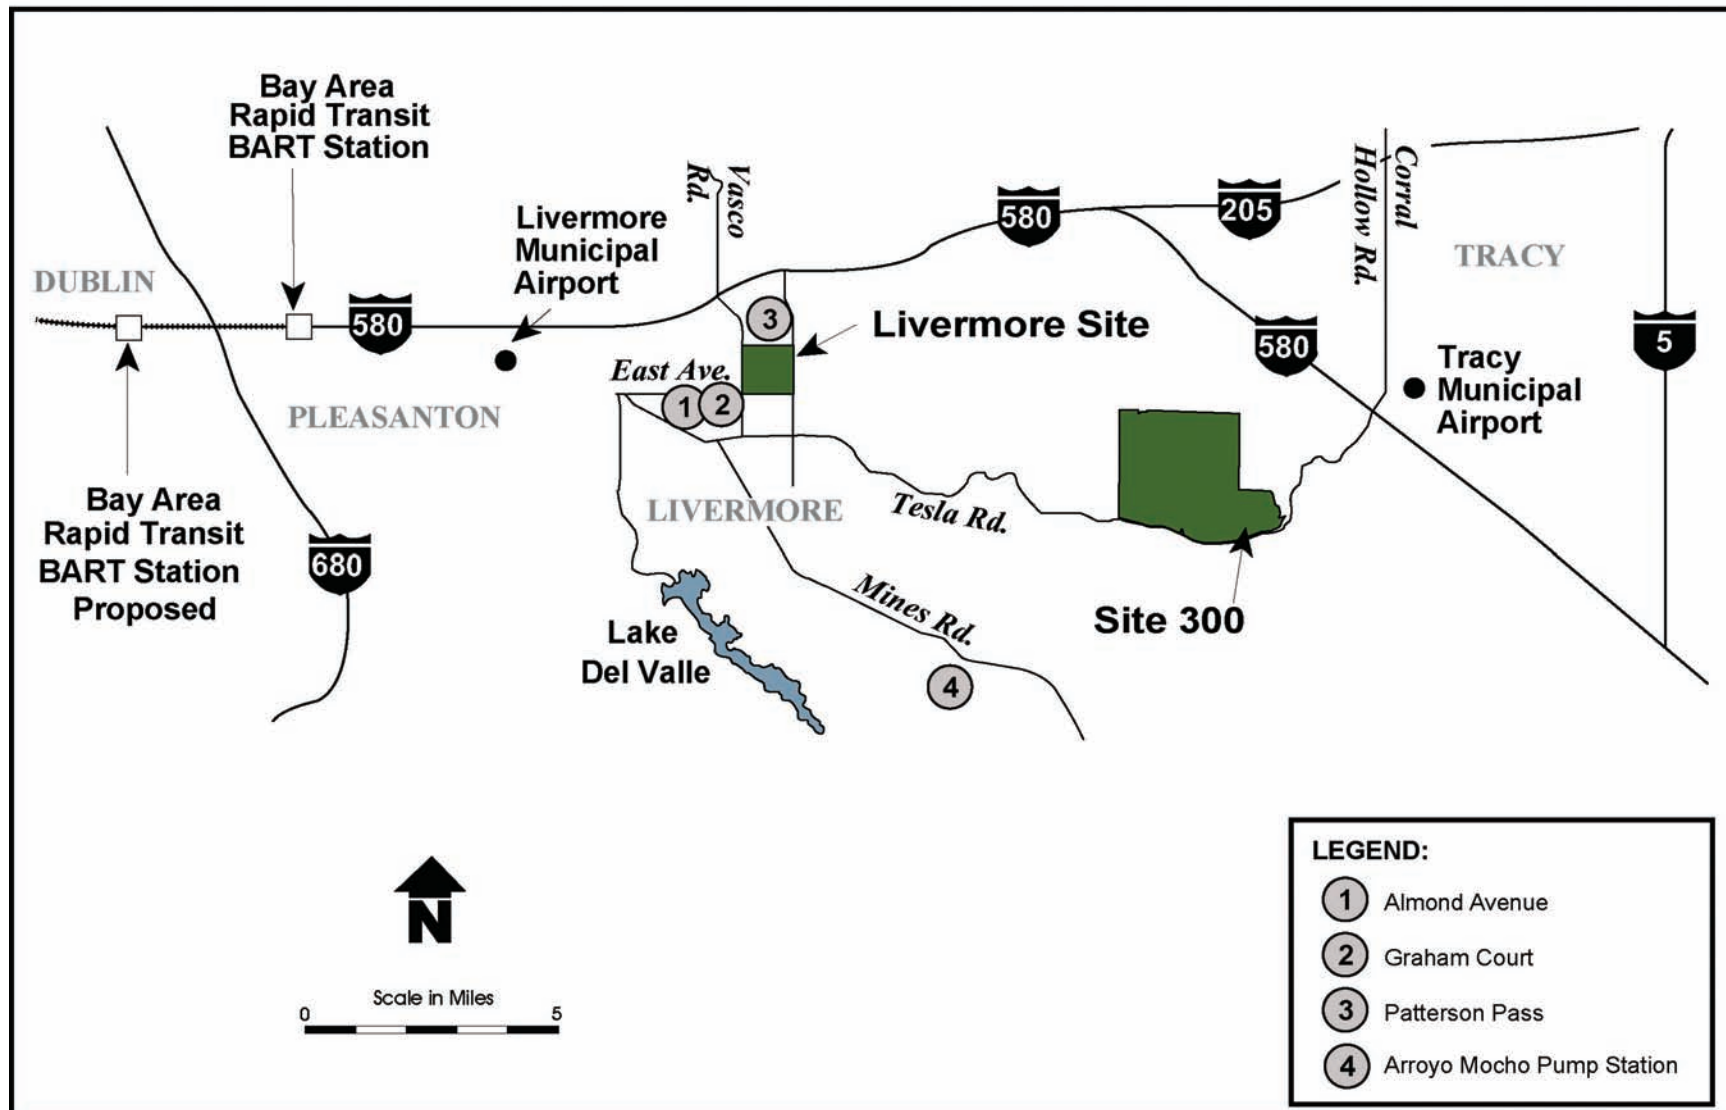 Bay Area
Rapid Transit
BART Station
Livermore
Municipal
Airport
Vasco
Rd.
Corral
Hollow Rd.
580
205
DUBLIN
TRACY
580
3
Livermore Site
580
5
East Ave.
1
2
Tracy
Municipal
Airport
PLEASANTON
Bay Area
Rapid Transit
BART Station
Proposed
680
LIVERMORE
Tesla Rd.
Mines Rd.
Site 300
Lake
Del Valle
4
N
Scale in Miles
0 5
LEGEND:
1 Almond Avenue
2 Graham Court
3 Patterson Pass
4 Arroyo Mocho Pump Station